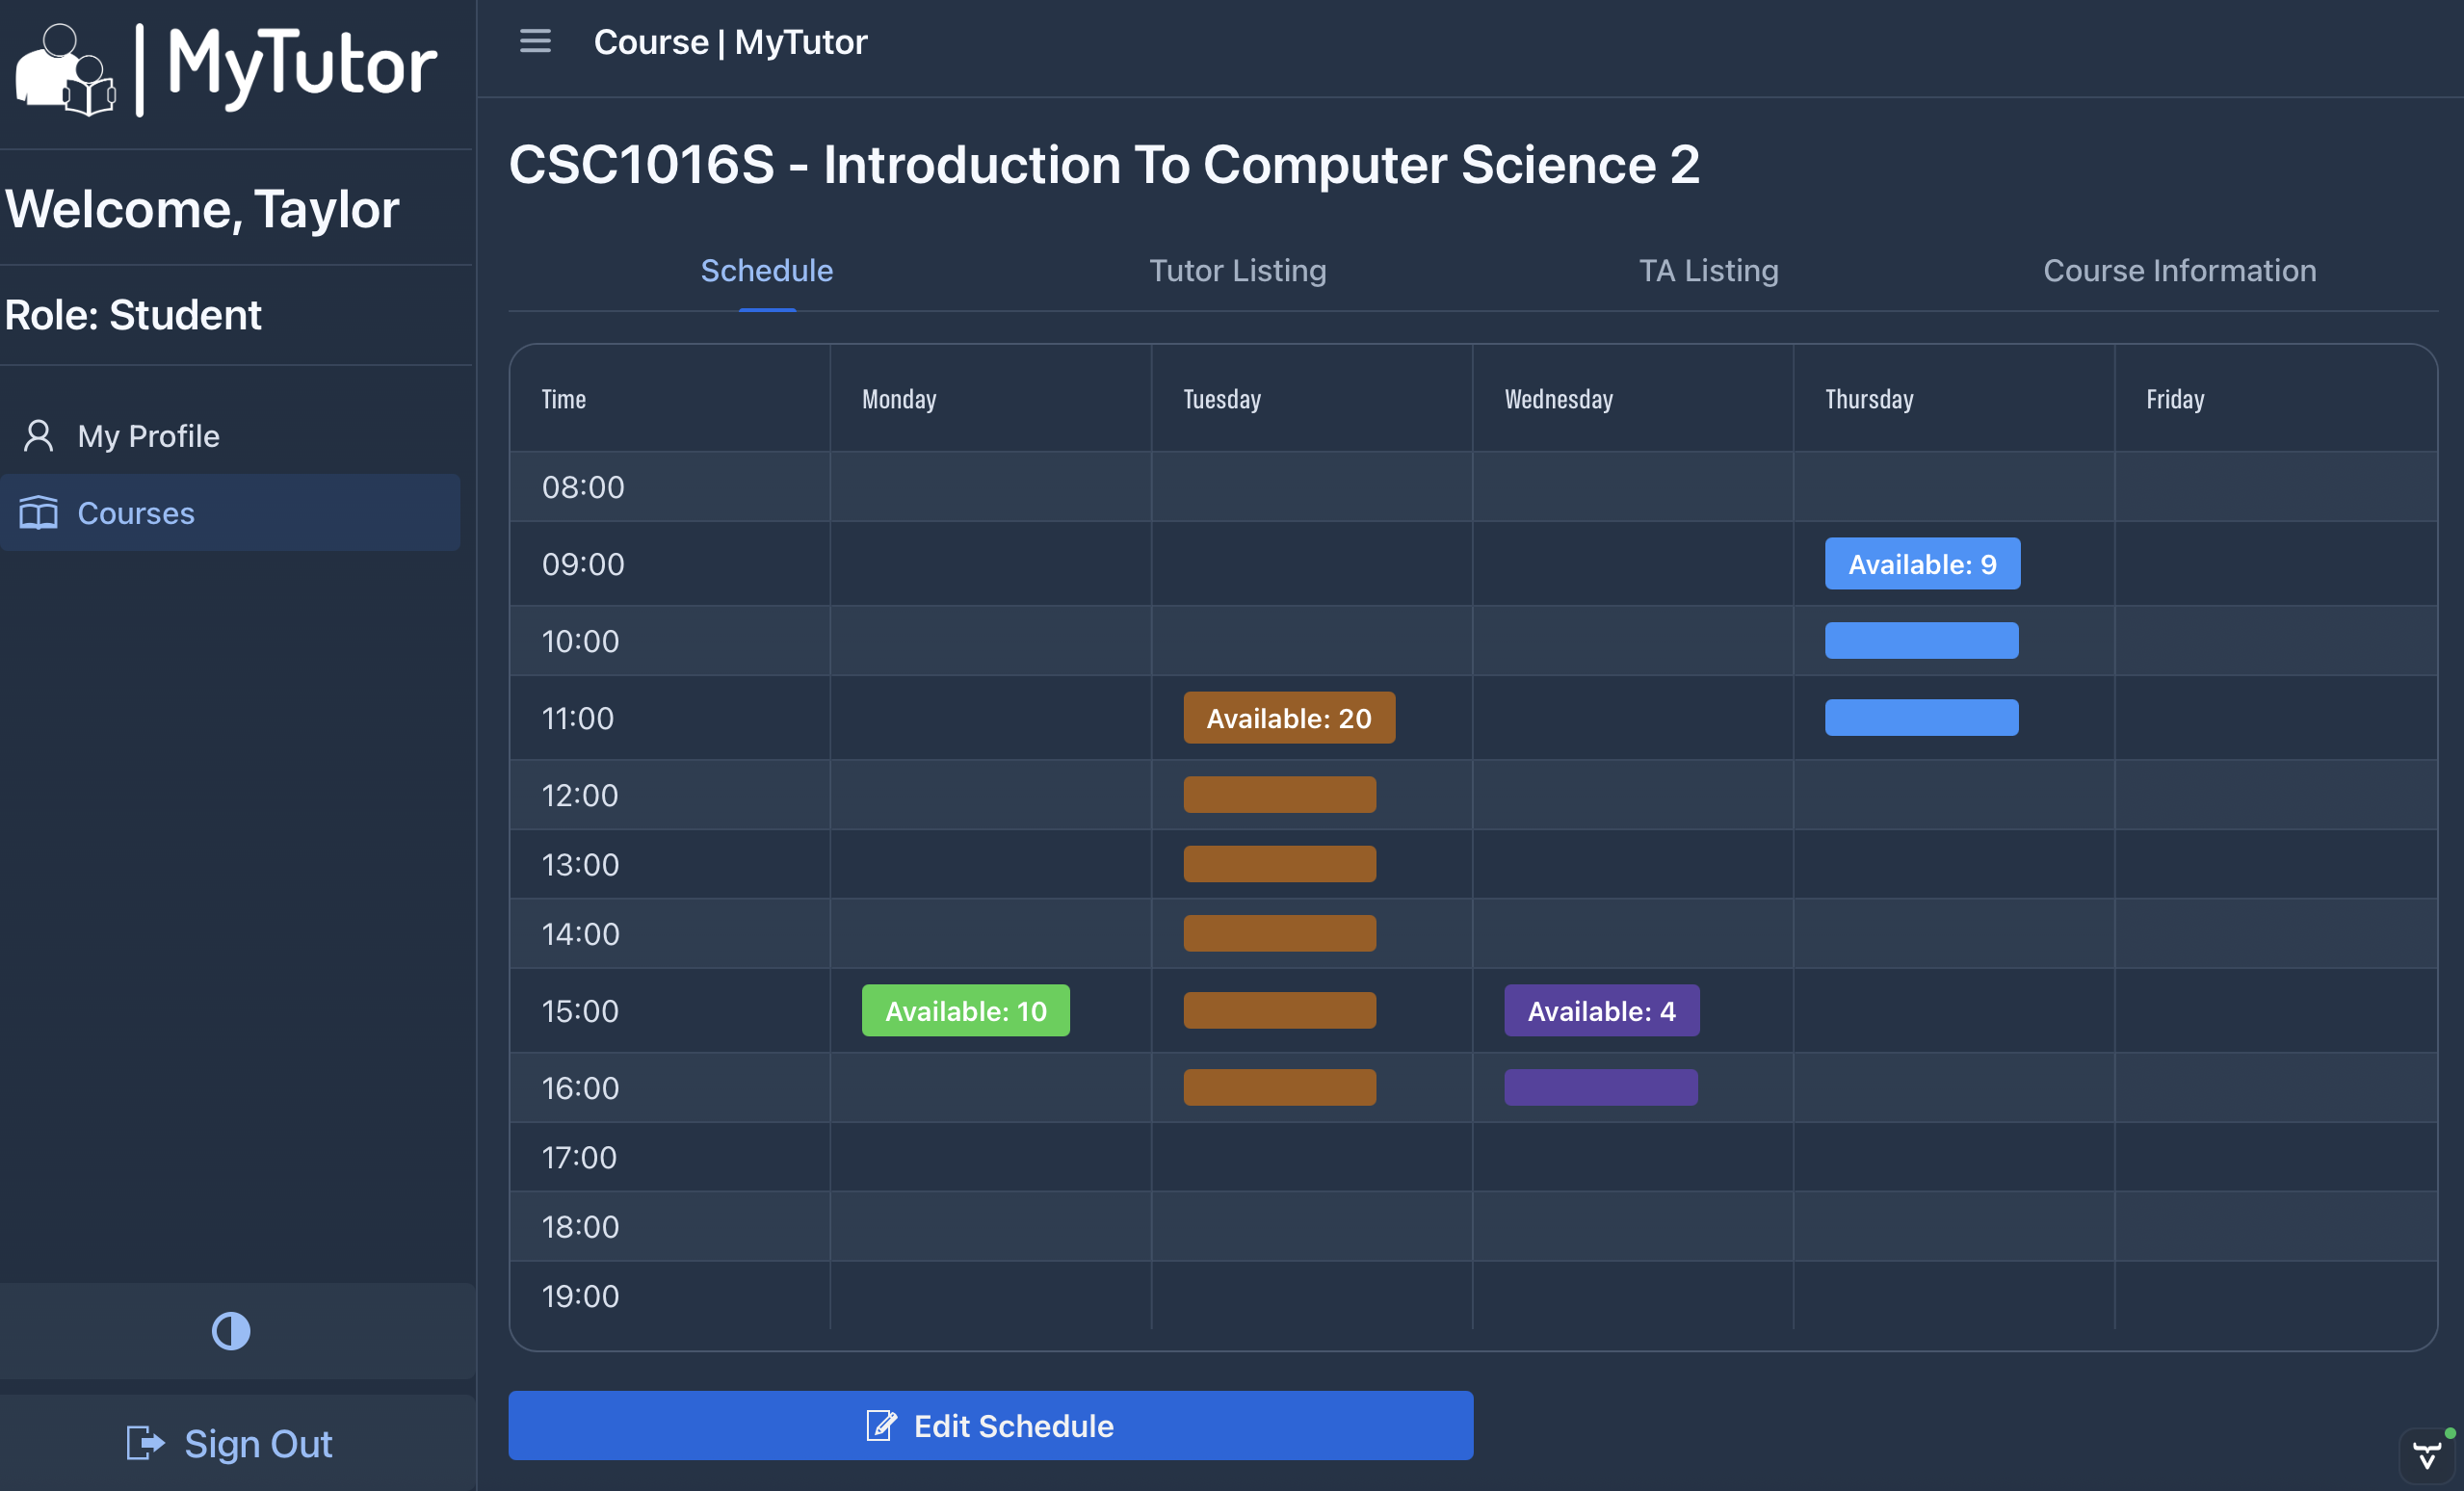 MyTutor
Welcome, Taylor
Role: Student
My Profile
Courses
Sign Out
Course | MyTutor
CSC1016S - Introduction To Computer Science 2
Schedule Tutor Listing TA Listing Course Information
Time Monday Tuesday Wednesday Thursday Friday
08:00
09:00 Available: 9
10:00
11:00 Available: 20
12:00
13:00
14:00
15:00 Available: 10 Available: 4
16:00
17:00
18:00
19:00
Edit Schedule